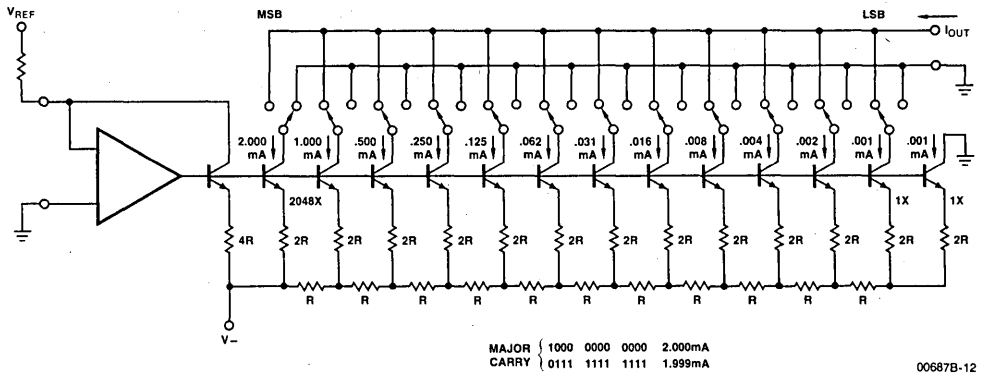 VREF
MSB
LSB
IOUT
2.000 mA
1.000 mA
.500 mA
.250 mA
.125 mA
.062 mA
.031 mA
.016 mA
.008 mA
.004 mA
.002 mA
.001 mA
.001 mA
2048X
1X
1X
4R
2R
2R
2R
2R
2R
2R
2R
2R
2R
2R
2R
2R
2R
R
R
R
R
R
R
R
R
R
R
R
V–
MAJOR CARRY
1000 0000 0000 2.000mA
0111 1111 1111 1.999mA
00687B-12